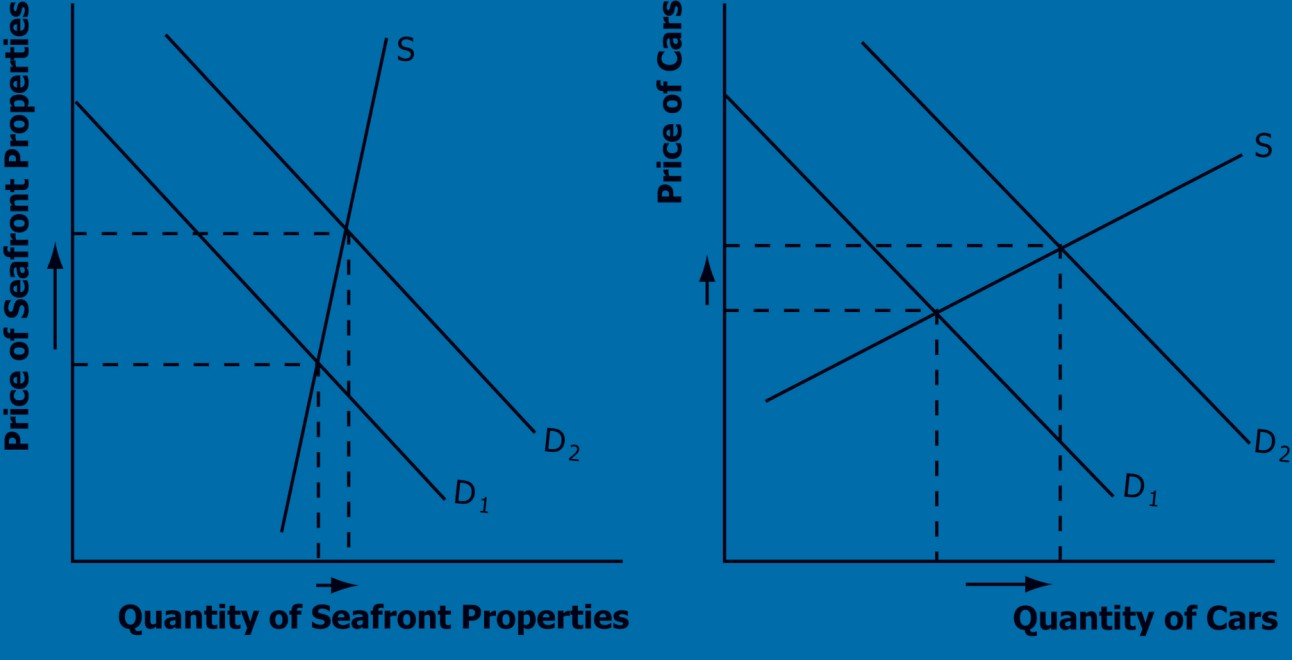 Price of Seafront Properties
S
D2
D1
Quantity of Seafront Properties
Price of Cars
S
D2
D1
Quantity of Cars